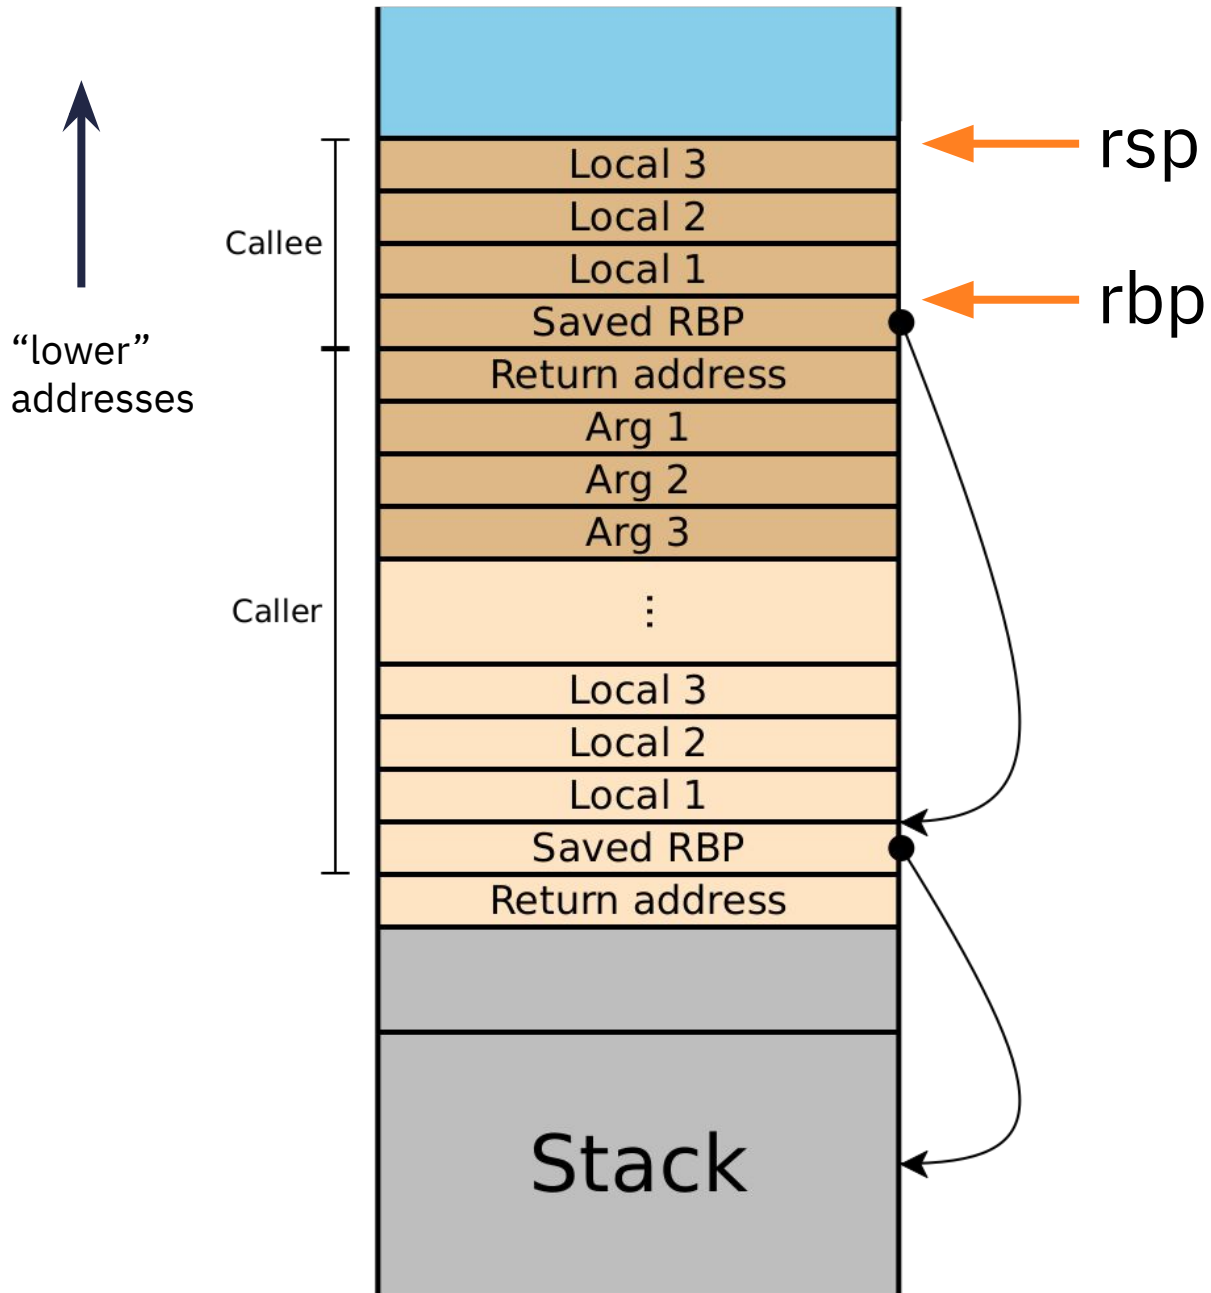 rsp
Local 3
Local 2
Callee
Local 1
rbp
Saved RBP
“lower”
addresses
Return address
Arg 1
Arg 2
Arg 3
Caller
⋮
Local 3
Local 2
Local 1
Saved RBP
Return address
Stack